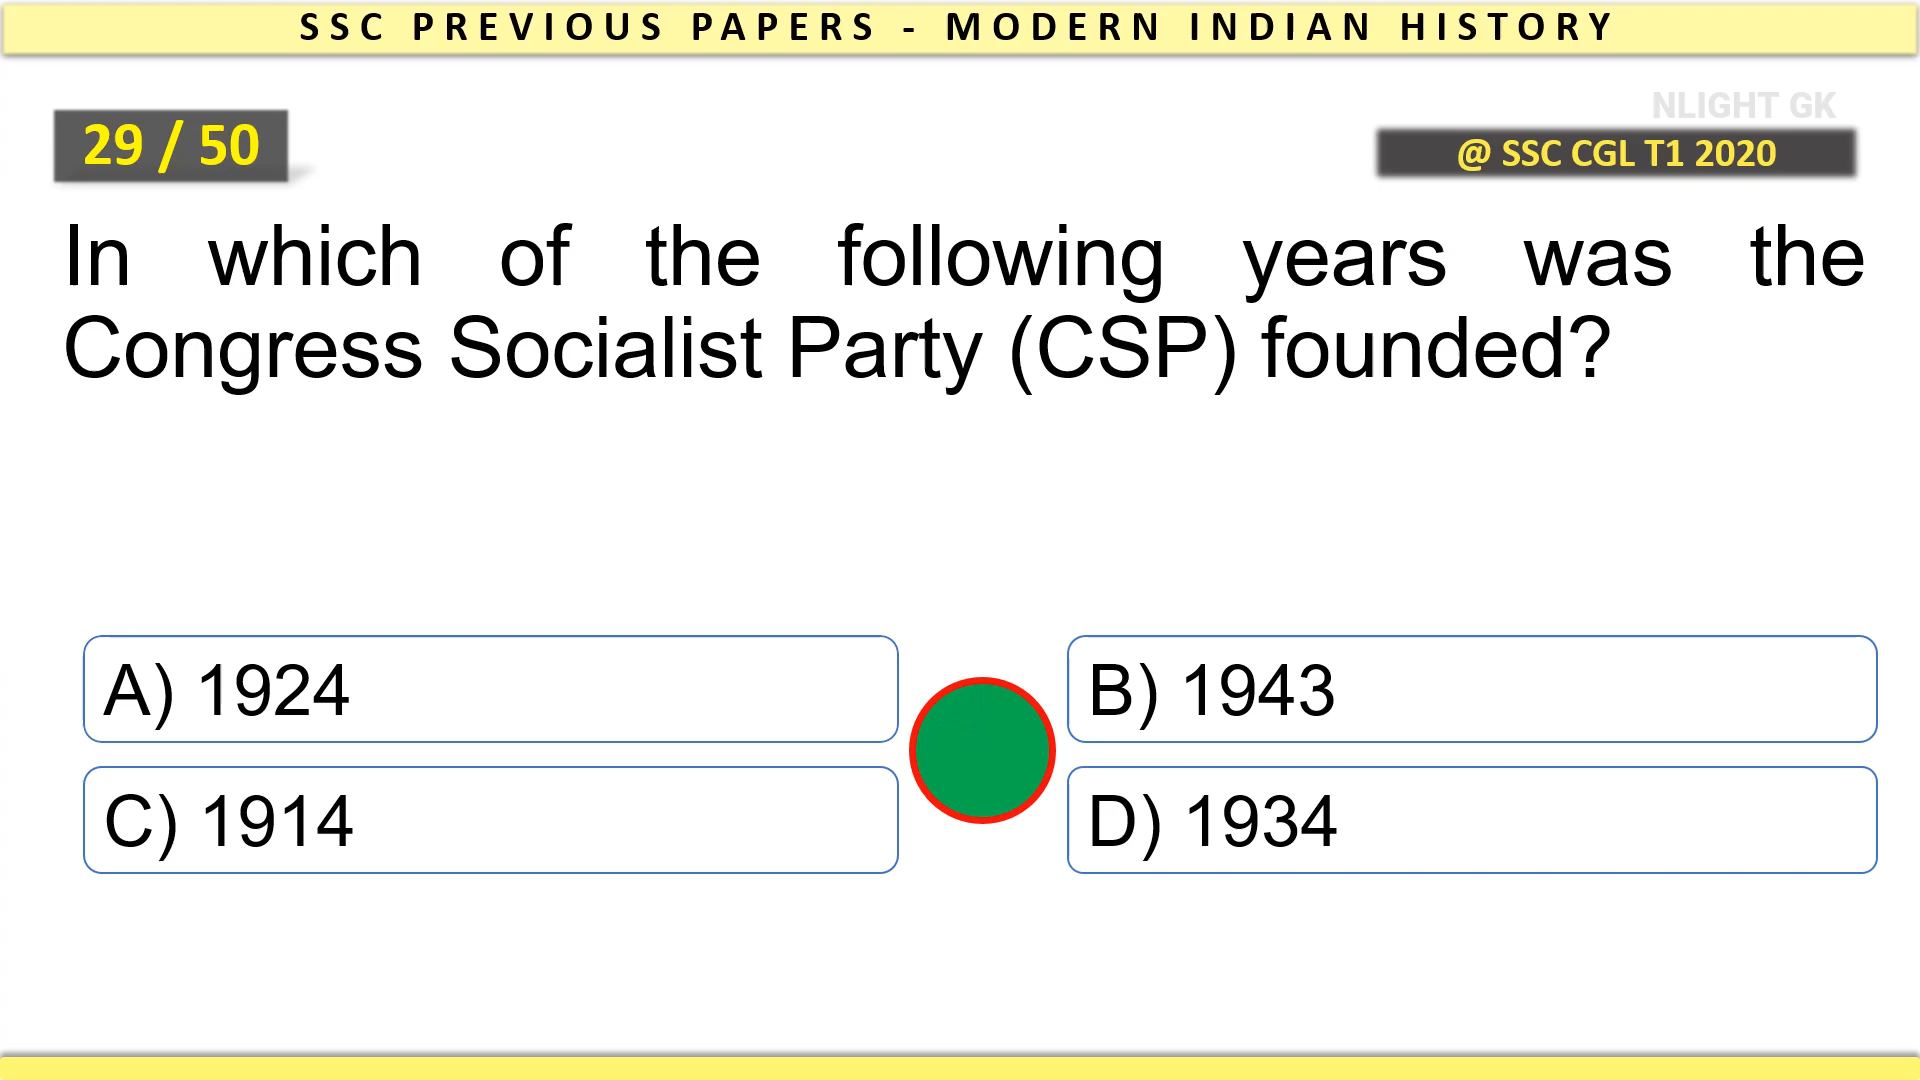 SSC PREVIOUS PAPERS - MODERN INDIAN HISTORY
NLIGHT GK
29 / 50
@ SSC CGL T1 2020
In which of the following years was the
Congress Socialist Party (CSP) founded?
A) 1924
B) 1943
C) 1914
D) 1934